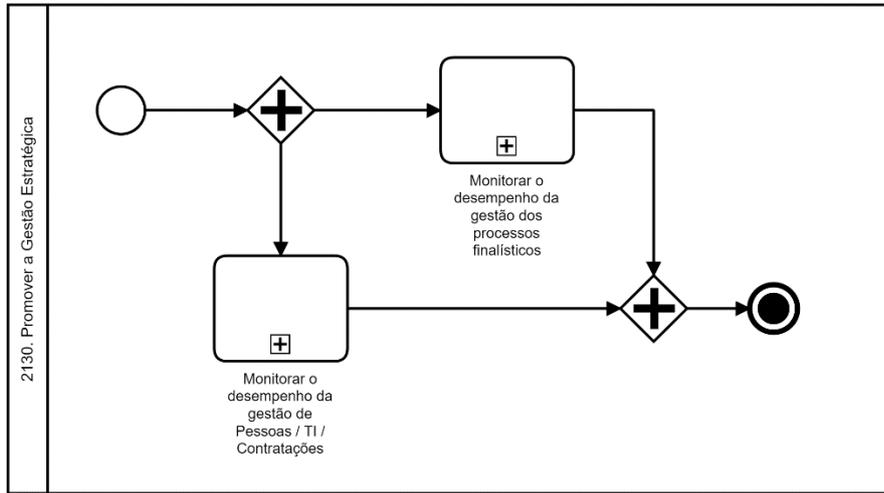 2130. Promover a Gestão Estratégica
Monitorar o
desempenho da
gestão dos
processos
finalísticos
Monitorar o
desempenho da
gestão de
Pessoas / TI /
Contratações